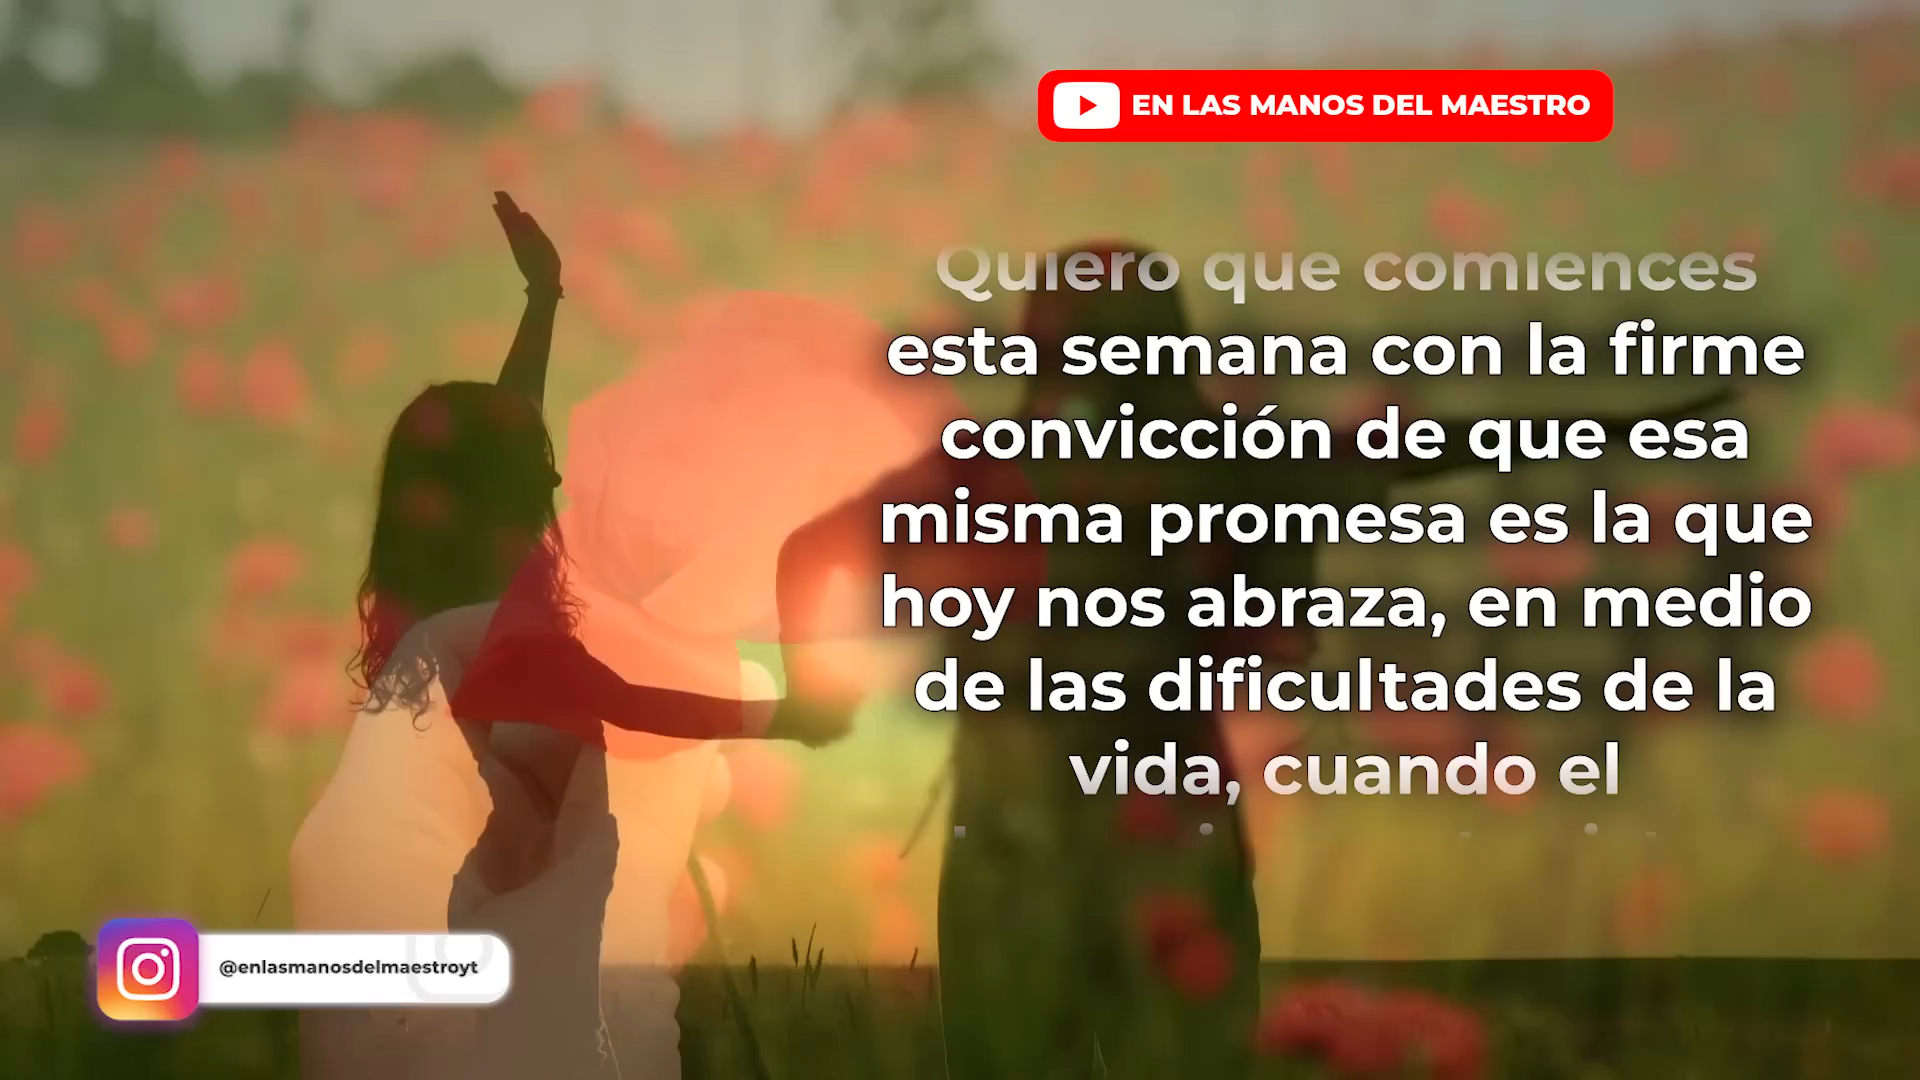 EN LAS MANOS DEL MAESTRO
Quiero que comiences
esta semana con la firme
convicción de que esa
misma promesa es la que
hoy nos abraza, en medio
de las dificultades de la
vida, cuando el
@enlasmanosdelmaestroyt